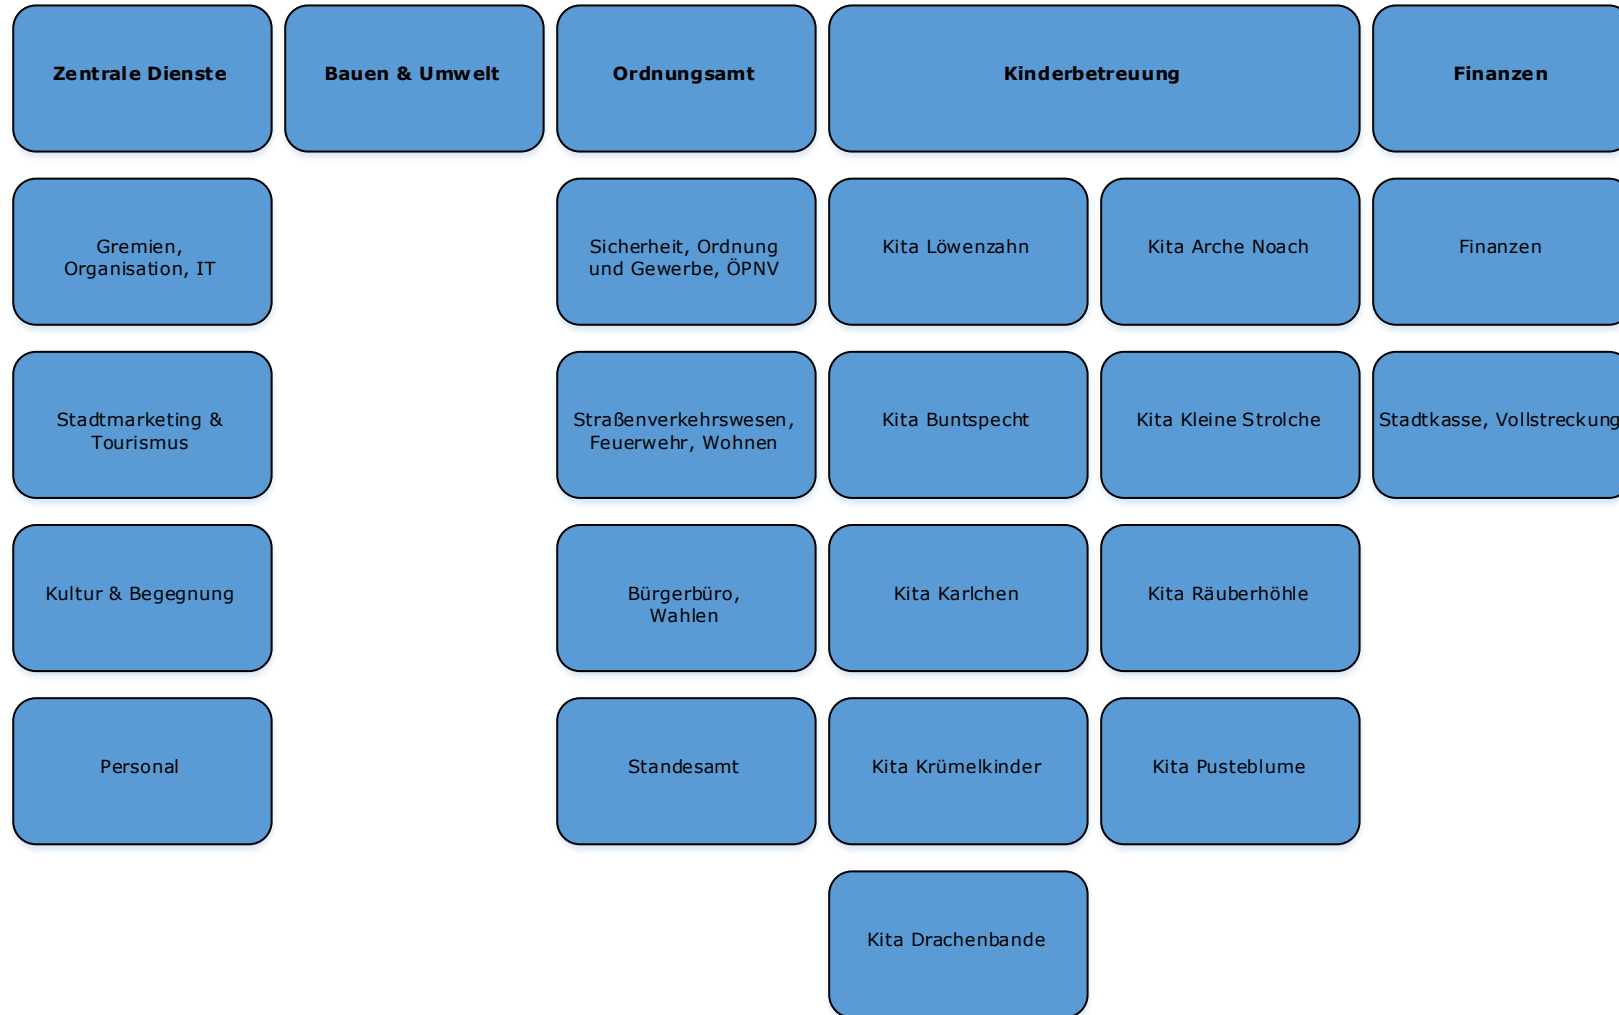 Zentrale Dienste
Bauen & Umwelt
Ordnungsamt
Kinderbetreuung
Finanzen
Gremien,
Organisation, IT
Sicherheit, Ordnung
und Gewerbe, ÖPNV
Kita Löwenzahn
Kita Arche Noach
Finanzen
Stadtmarketing &
Tourismus
Straßenverkehrswesen,
Feuerwehr, Wohnen
Kita Buntspecht
Kita Kleine Strolche
Stadtkasse, Vollstreckung
Kultur & Begegnung
Bürgerbüro,
Wahlen
Kita Karlchen
Kita Räuberhöhle
Personal
Standesamt
Kita Krümelkinder
Kita Pusteblume
Kita Drachenbande